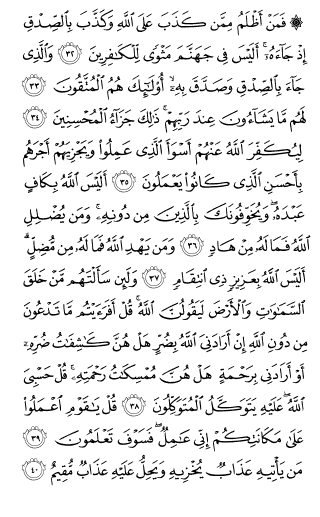 ۞ فَمَنْ أَظْلَمُ مِمَّن كَذَبَ عَلَى ٱللَّهِ وَكَذَّبَ بِٱلصِّدْقِ
إِذْ جَآءَهُۥٓ ۚ أَلَيْسَ فِى جَهَنَّمَ مَثْوًى لِّلْكَـٰفِرِينَ ٣٢ وَٱلَّذِى
جَآءَ بِٱلصِّدْقِ وَصَدَّقَ بِهِۦٓ ۙ أُو۟لَـٰٓئِكَ هُمُ ٱلْمُتَّقُونَ ٣٣
لَهُم مَّا يَشَآءُونَ عِندَ رَبِّهِمْ ۚ ذَٰلِكَ جَزَآءُ ٱلْمُحْسِنِينَ ٣٤
لِيُكَفِّرَ ٱللَّهُ عَنْهُمْ أَسْوَأَ ٱلَّذِى عَمِلُوا۟ وَيَجْزِيَهُمْ أَجْرَهُم
بِأَحْسَنِ ٱلَّذِى كَانُوا۟ يَعْمَلُونَ ٣٥ أَلَيْسَ ٱللَّهُ بِكَافٍ
عَبْدَهُۥ ۖ وَيُخَوِّفُونَكَ بِٱلَّذِينَ مِن دُونِهِۦ ۚ وَمَن يُضْلِلِ
ٱللَّهُ فَمَا لَهُۥ مِنْ هَادٍ ٣٦ وَمَن يَهْدِ ٱللَّهُ فَمَا لَهُۥ مِن مُّضِلٍّ ۗ
أَلَيْسَ ٱللَّهُ بِعَزِيزٍ ذِى ٱنتِقَامٍ ٣٧ وَلَئِن سَأَلْتَهُم مَّنْ خَلَقَ
ٱلسَّمَـٰوَٰتِ وَٱلْأَرْضَ لَيَقُولُنَّ ٱللَّهُ ۚ قُلْ أَفَرَءَيْتُم مَّا تَدْعُونَ
مِن دُونِ ٱللَّهِ إِنْ أَرَادَنِىَ ٱللَّهُ بِضُرٍّ هَلْ هُنَّ كَـٰشِفَـٰتُ ضُرِّهِۦٓ
أَوْ أَرَادَنِى بِرَحْمَةٍ هَلْ هُنَّ مُمْسِكَـٰتُ رَحْمَتِهِۦ ۚ قُلْ حَسْبِىَ
ٱللَّهُ ۖ عَلَيْهِ يَتَوَكَّلُ ٱلْمُتَوَكِّلُونَ ٣٨ قُلْ يَـٰقَوْمِ ٱعْمَلُوا۟
عَلَىٰ مَكَانَتِكُمْ إِنِّى عَـٰمِلٌ ۖ فَسَوْفَ تَعْلَمُونَ ٣٩
مَن يَأْتِيهِ عَذَابٌ يُخْزِيهِ وَيَحِلُّ عَلَيْهِ عَذَابٌ مُّقِيمٌ ٤٠